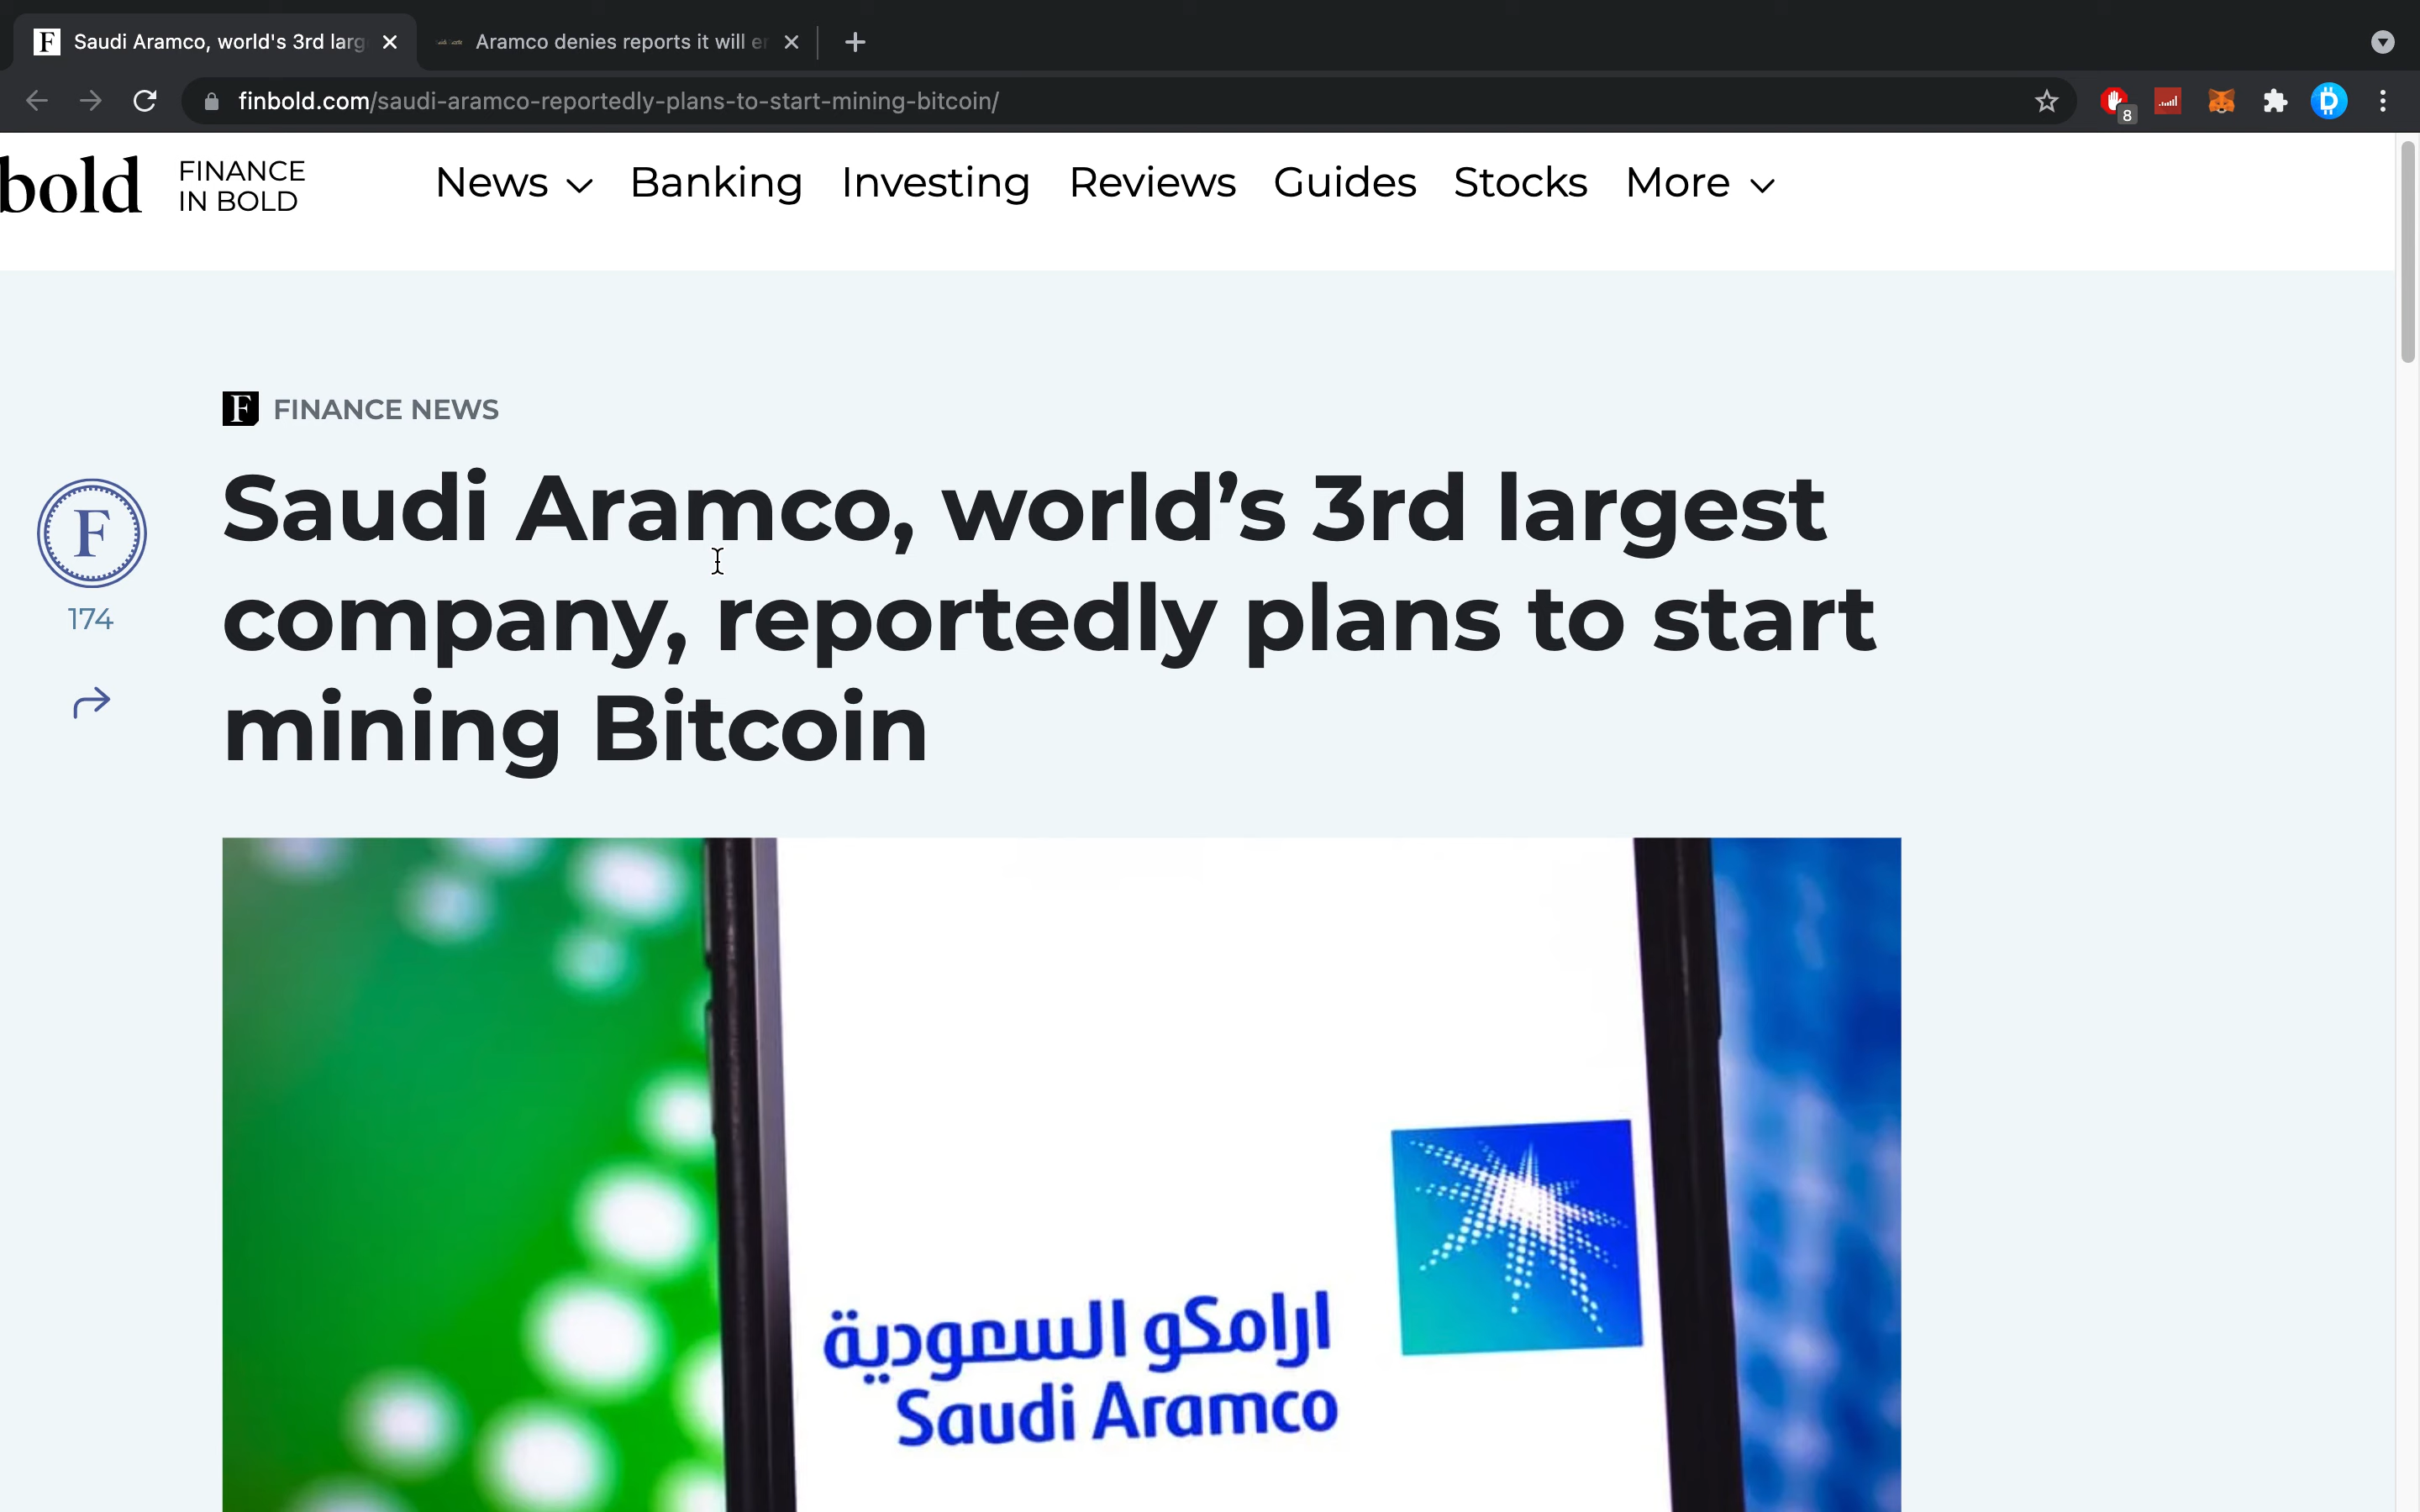 Saudi Aramco, world's 3rd larg
Aramco denies reports it will er
finbold.com/saudi-aramco-reportedly-plans-to-start-mining-bitcoin/
8
bold
FINANCE
IN BOLD
News
Banking
Investing
Reviews
Guides
Stocks
More
F FINANCE NEWS
F
174
Saudi Aramco, world’s 3rd largest
company, reportedly plans to start
mining Bitcoin
ارامكو السعودية
Saudi Aramco